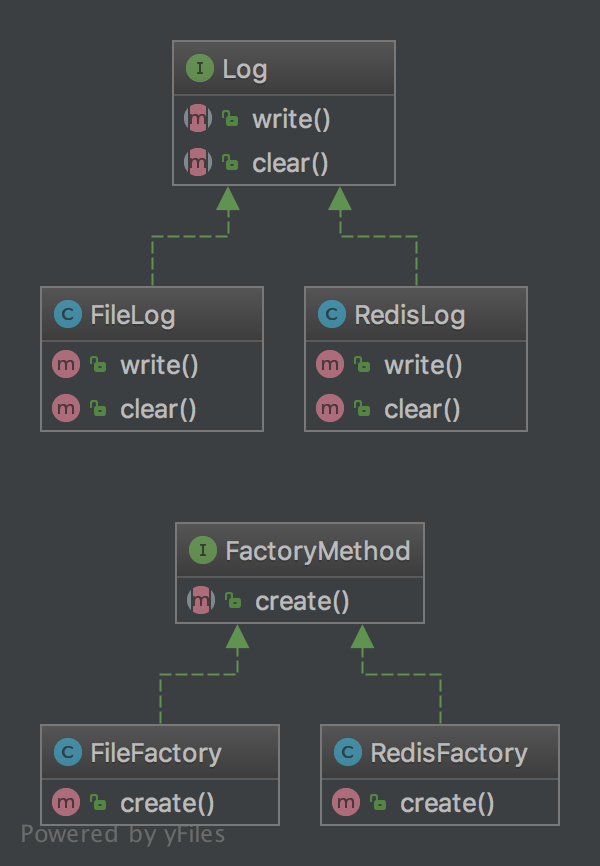 I Log
m write()
m clear()
C FileLog
m write()
m clear()
C RedisLog
m write()
m clear()
I FactoryMethod
m create()
C FileFactory
m create()
C RedisFactory
m create()
Powered by yFiles